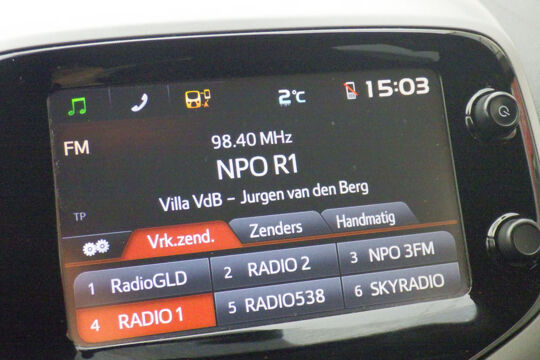 2°C 15:03
FM 98.40 MHz
NPO R1
Villa VdB – Jurgen van den Berg
TP
Vrk.zend. Zenders Handmatig
1 RadioGLD 2 RADIO 2 3 NPO 3FM
4 RADIO 1 5 RADIO538 6 SKYRADIO